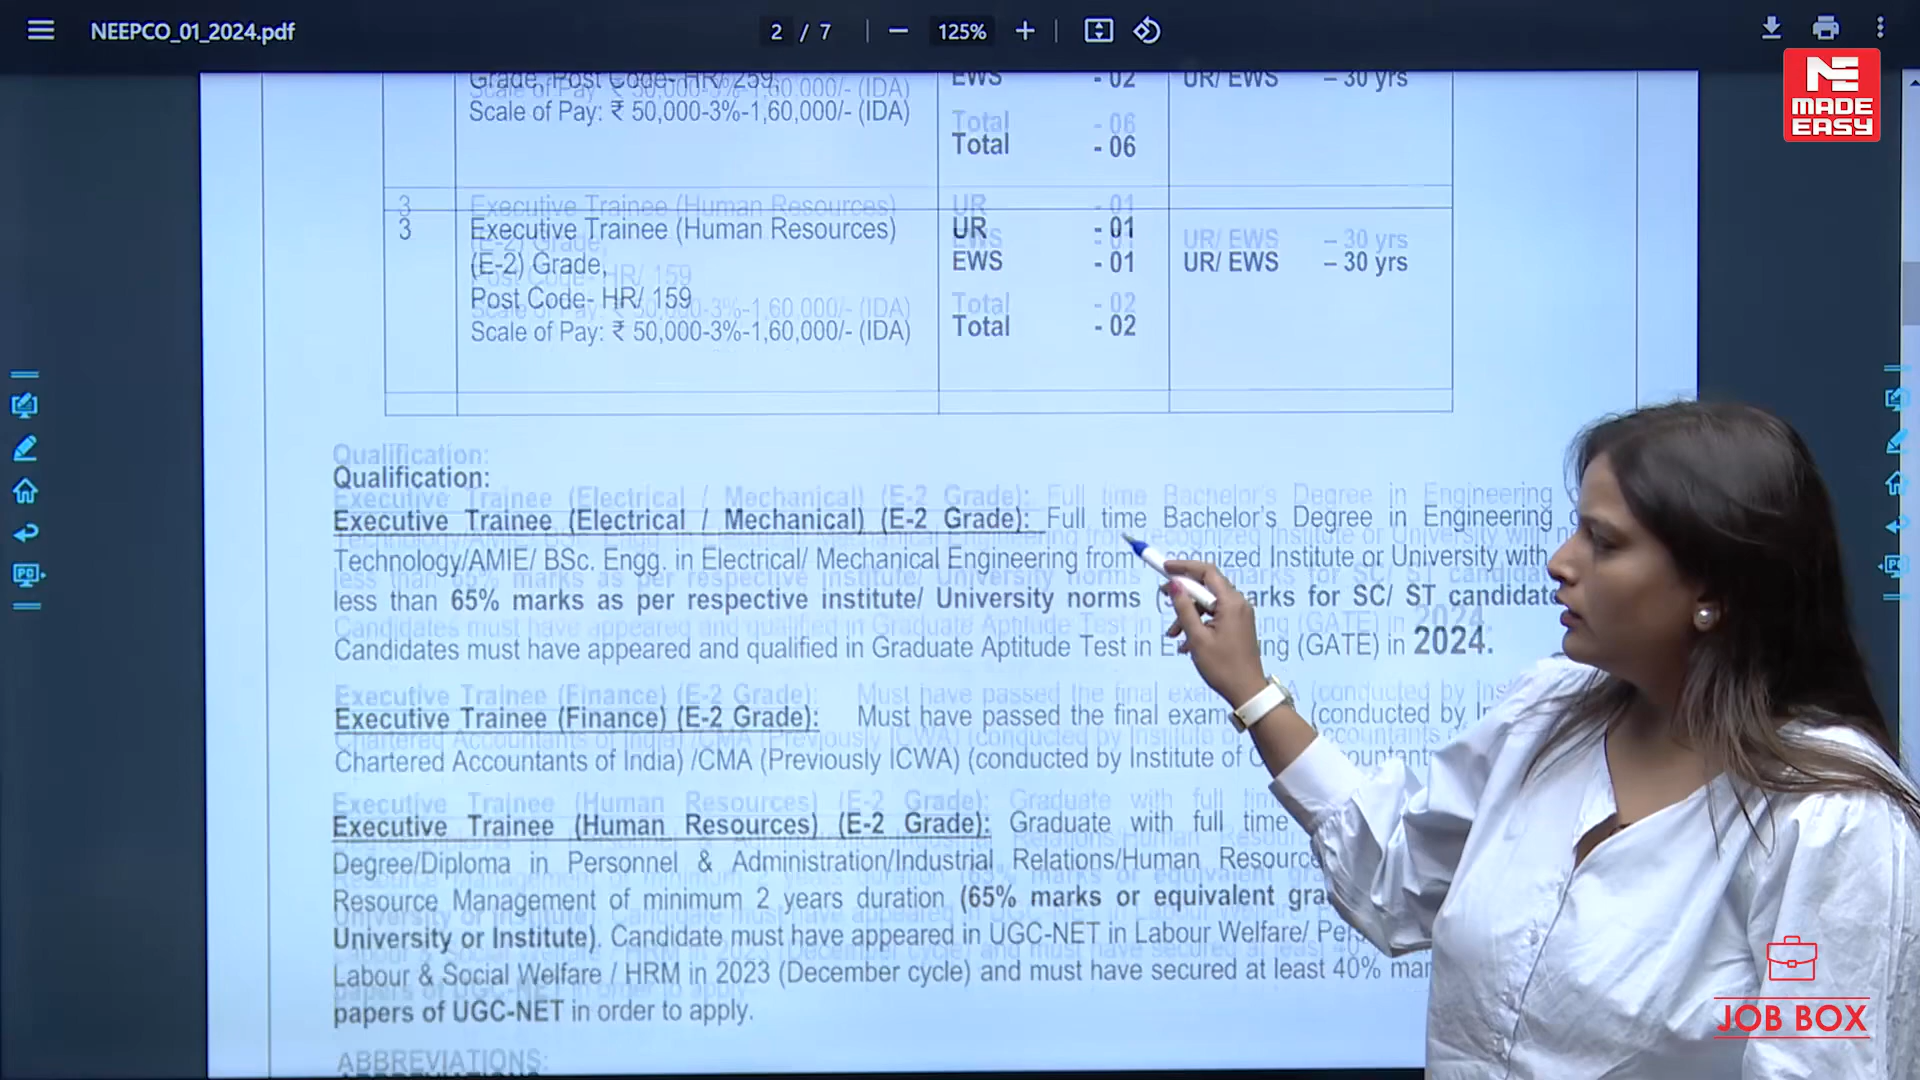 NEEPCO_01_2024.pdf
2 / 7
125%
ME
MADE
EASY
Grade, Post Code- HR/ 259
EWS - 02
UR/ EWS – 30 yrs
Scale of Pay: ₹ 50,000-3%-1,60,000/- (IDA)
Total - 06
3 Executive Trainee (Human Resources) UR - 01
(E-2) Grade, EWS - 01 UR/ EWS – 30 yrs
Post Code- HR/ 159
Scale of Pay: ₹ 50,000-3%-1,60,000/- (IDA) Total - 02
Qualification:
Executive Trainee (Electrical / Mechanical) (E-2 Grade): Full time Bachelor's Degree in Engineering
Technology/AMIE/ BSc. Engg. in Electrical/ Mechanical Engineering from Institute or University with
less than 65% marks as per respective institute/ University norms for SC/ ST
Candidates must have appeared and qualified in Graduate Aptitude Test in (GATE) in 2024.
Executive Trainee (Finance) (E-2 Grade): Must have passed the final (conducted by
Chartered Accountants of India) /CMA (Previously ICWA) (conducted by Institute of
Executive Trainee (Human Resources) (E-2 Grade): Graduate with full time
Degree/Diploma in Personnel & Administration/Industrial Relations/Human
Resource Management of minimum 2 years duration (65% marks or equivalent
University or Institute). Candidate must have appeared in UGC-NET in Labour Welfare/
Labour & Social Welfare / HRM in 2023 (December cycle) and must have secured at least 40%
papers of UGC-NET in order to apply.
ABBREVIATIONS:
JOB BOX